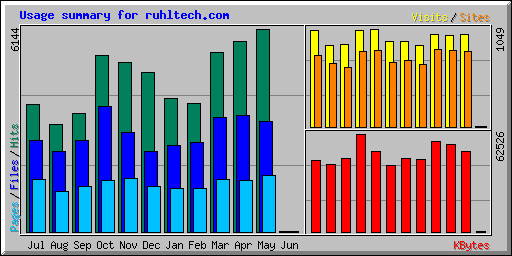 Usage summary for ruhltech.com
Visits / Sites
6144
1049
Pages / Files / Hits
62526
Jul Aug Sep Oct Nov Dec Jan Feb Mar Apr May Jun
KBytes